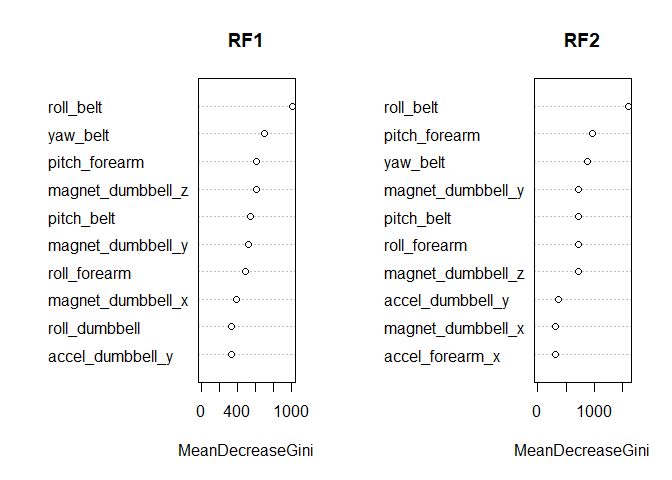 RF1
roll_belt
yaw_belt
pitch_forearm
magnet_dumbbell_z
pitch_belt
magnet_dumbbell_y
roll_forearm
magnet_dumbbell_x
roll_dumbbell
accel_dumbbell_y
0 400 1000
MeanDecreaseGini
RF2
roll_belt
pitch_forearm
yaw_belt
magnet_dumbbell_y
pitch_belt
roll_forearm
magnet_dumbbell_z
accel_dumbbell_y
magnet_dumbbell_x
accel_forearm_x
0 1000
MeanDecreaseGini